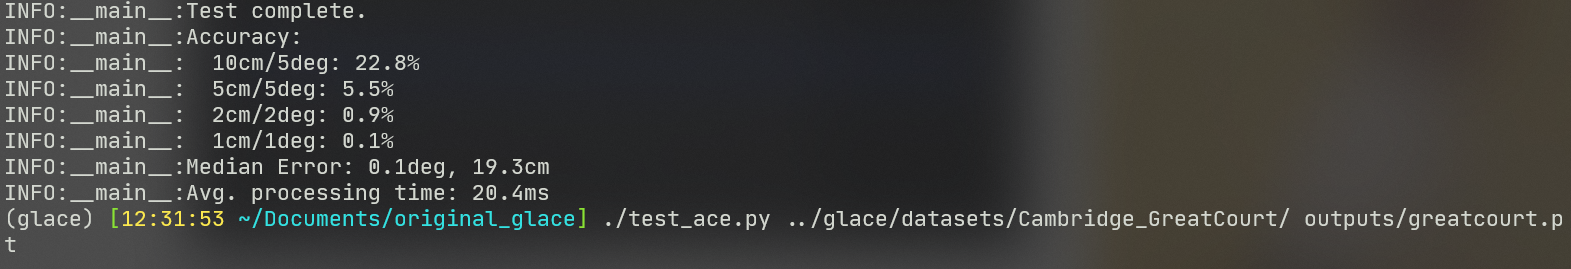 INFO:__main__:Test complete.
INFO:__main__:Accuracy:
INFO:__main__:  10cm/5deg: 22.8%
INFO:__main__:  5cm/5deg: 5.5%
INFO:__main__:  2cm/2deg: 0.9%
INFO:__main__:  1cm/1deg: 0.1%
INFO:__main__:Median Error: 0.1deg, 19.3cm
INFO:__main__:Avg. processing time: 20.4ms
(glace) [12:31:53 ~/Documents/original_glace] ./test_ace.py ../glace/datasets/Cambridge_GreatCourt/ outputs/greatcourt.p
t